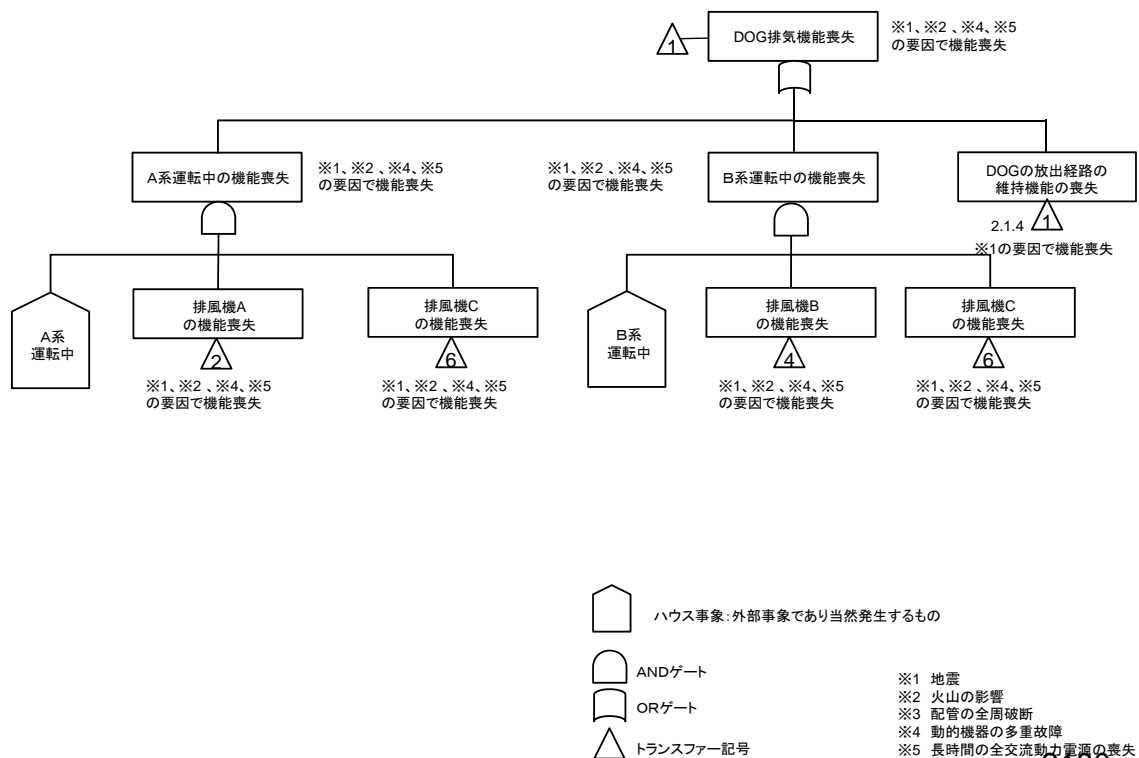 DOG排気機能喪失
1
※1、※2 、※4、※5
の要因で機能喪失
A系運転中の機能喪失
※1、※2 、※4、※5
の要因で機能喪失
※1、※2 、※4、※5
の要因で機能喪失
B系運転中の機能喪失
DOGの放出経路の
維持機能の喪失
2.1.4
1
※1の要因で機能喪失
A系
運転中
排風機A
の機能喪失
2
※1、※2 、※4、※5
の要因で機能喪失
排風機C
の機能喪失
6
※1、※2 、※4、※5
の要因で機能喪失
B系
運転中
排風機B
の機能喪失
4
※1、※2 、※4、※5
の要因で機能喪失
排風機C
の機能喪失
6
※1、※2 、※4、※5
の要因で機能喪失
ハウス事象:外部事象であり当然発生するもの
ANDゲート
ORゲート
トランスファー記号
※1 地震
※2 火山の影響
※3 配管の全周破断
※4 動的機器の多重故障
※5 長時間の全交流動力電源の喪失